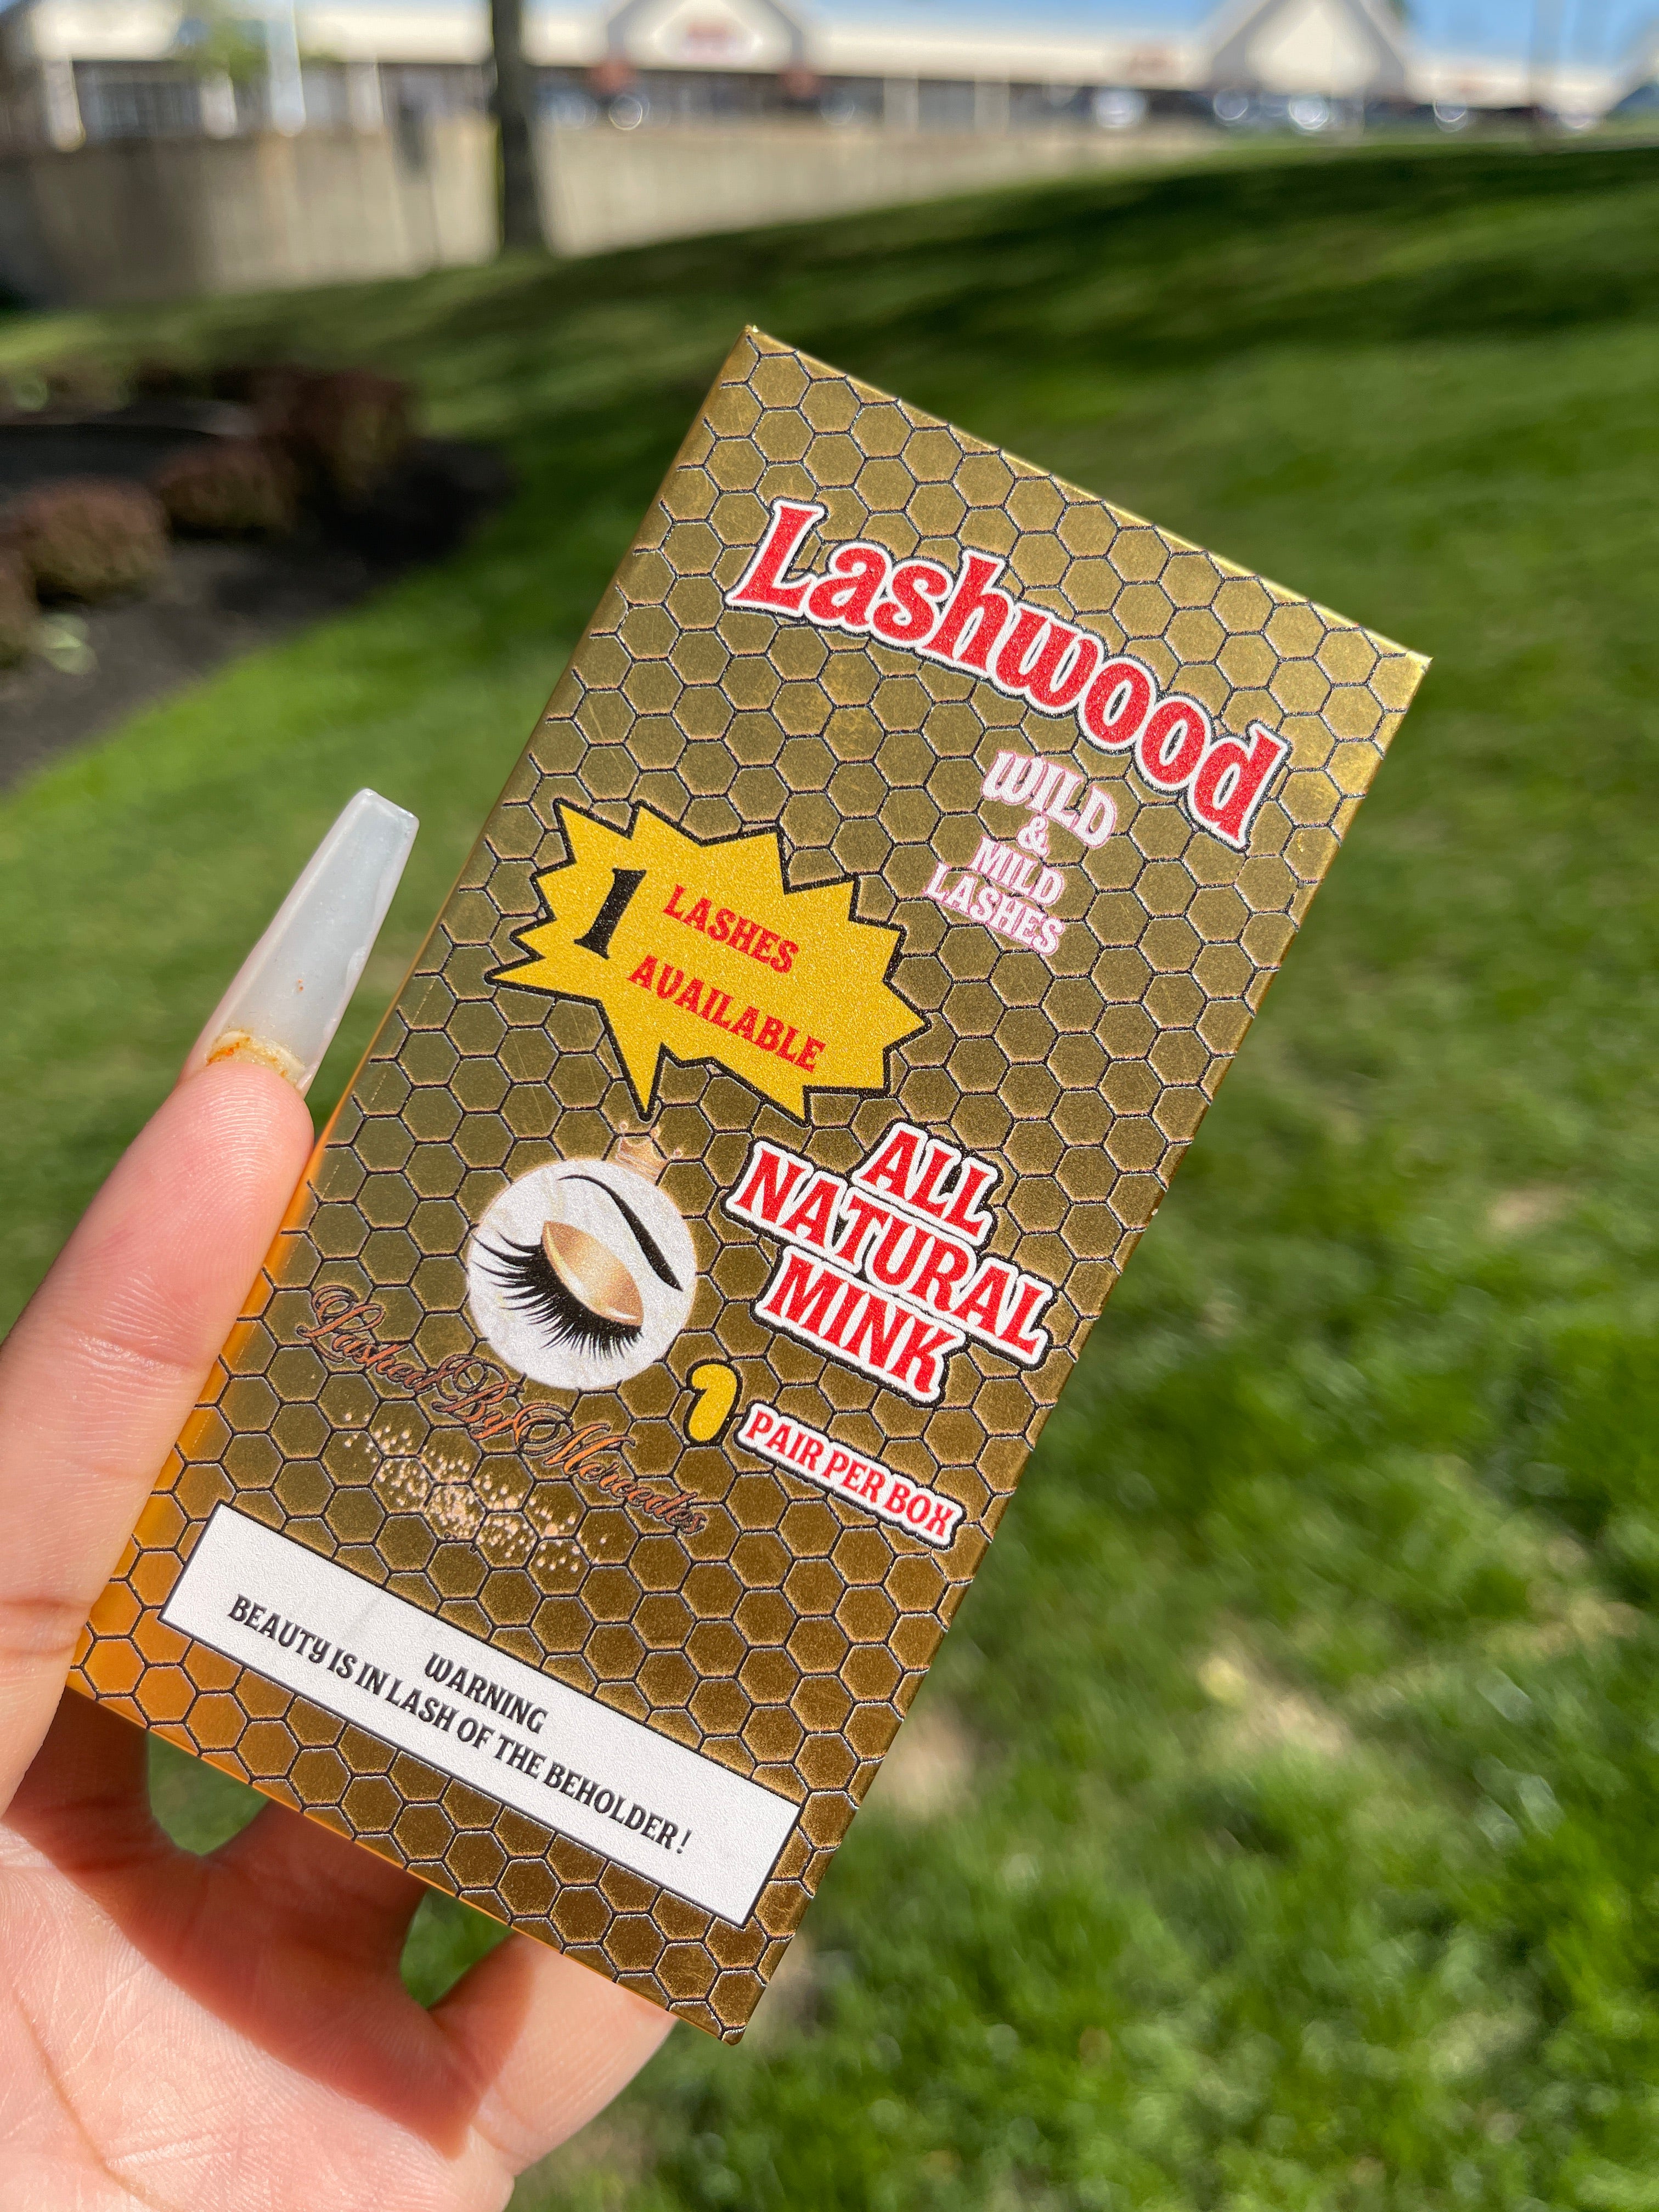 Lashwood
WILD
&
MILD
LASHES
1 LASHES
AVAILABLE
ALL
NATURAL
MINK
LashedByMercedes
1 PAIR PER BOX
WARNING
BEAUTY IS IN LASH OF THE BEHOLDER!